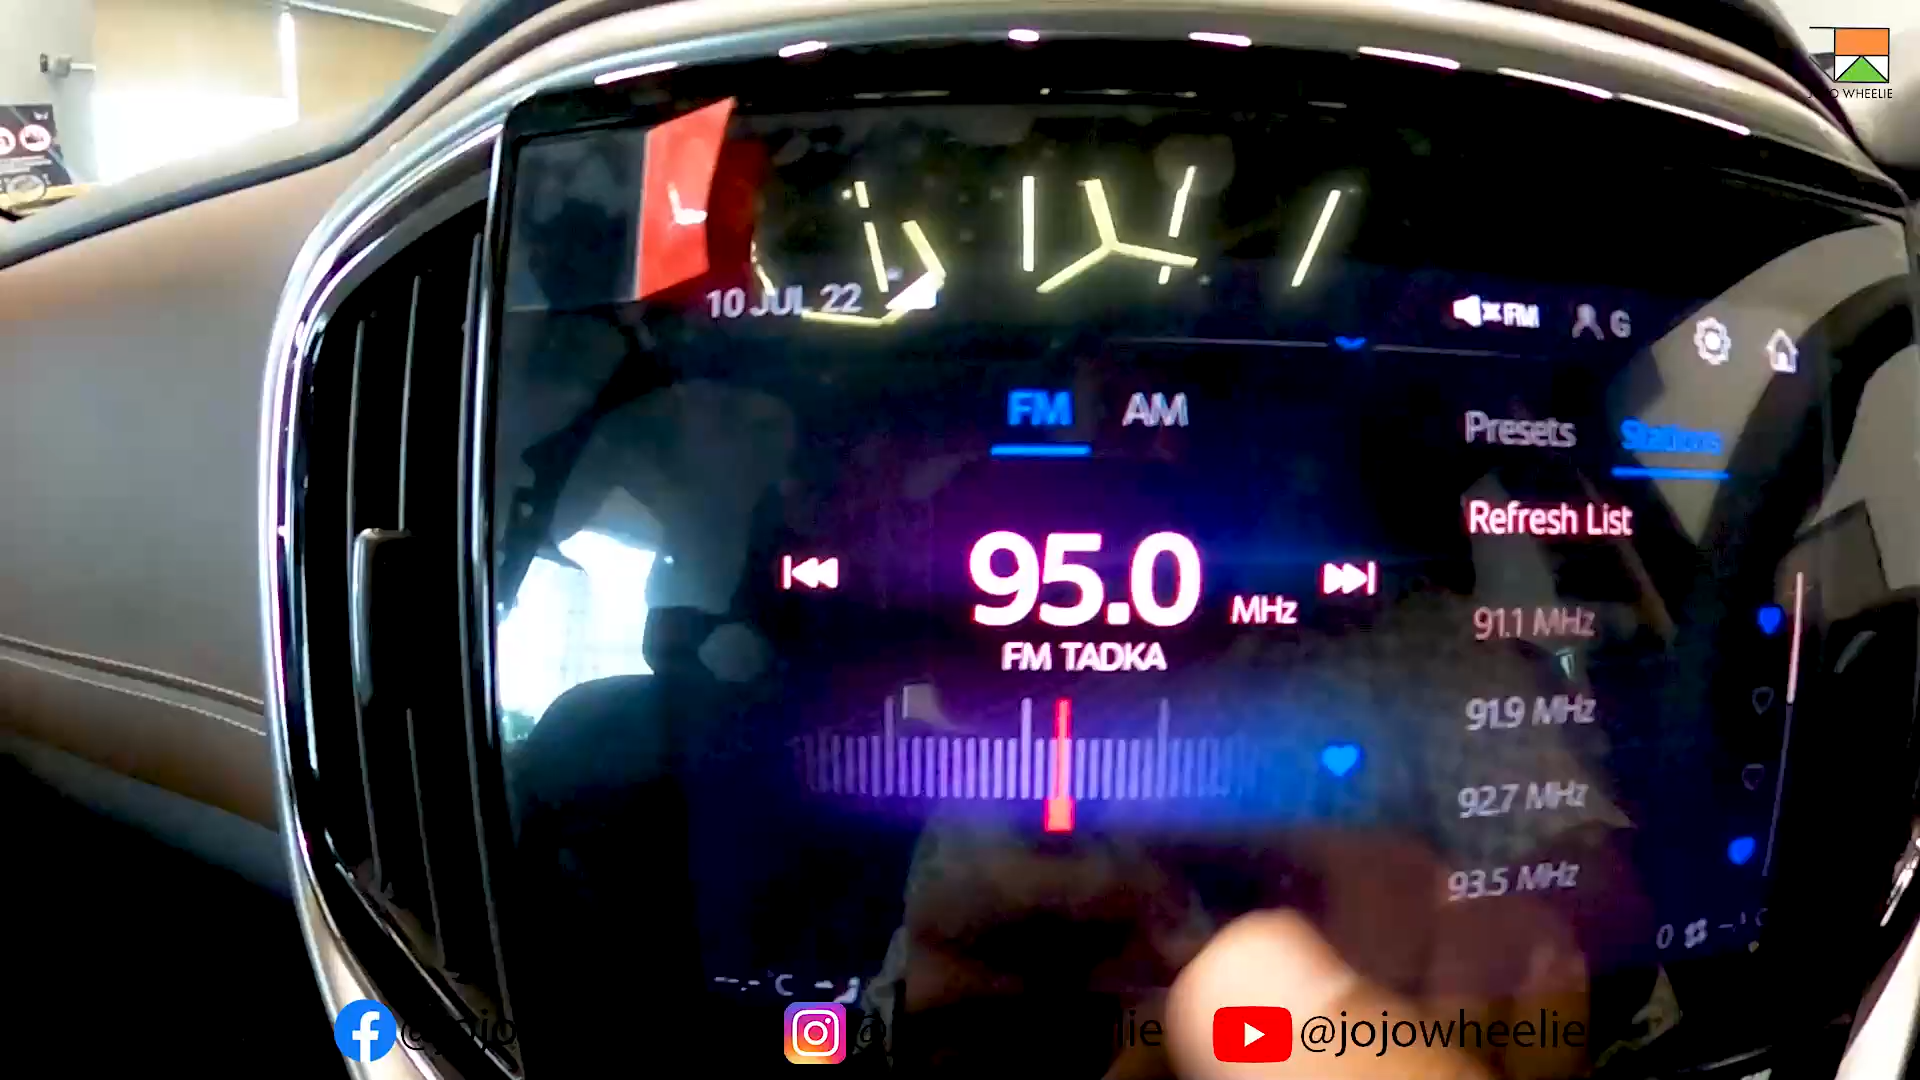 JOJO WHEELIE
10 JUL 22
FM
G
FM AM
Presets Stations
Refresh List
95.0 MHz
FM TADKA
91.1 MHz
91.9 MHz
92.7 MHz
93.5 MHz
@jojowheelie